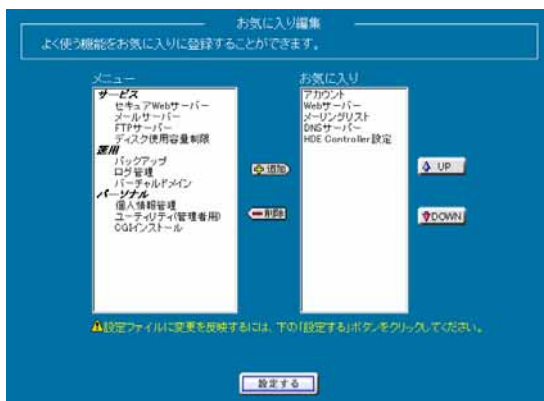 お気に入り編集
よく使う機能をお気に入りに登録することができます。
メニュー
サービス
セキュアWebサーバー
メールサーバー
FTPサーバー
ディスク使用容量制限
運用
バックアップ
ログ管理
バーチャルドメイン
パーソナル
個人情報管理
ユーティリティ(管理者用)
CGIインストール
追加
削除
お気に入り
アカウント
Webサーバー
メーリングリスト
DNSサーバー
HDE Controller設定
UP
DOWN
設定ファイルに変更を反映するには、下の「設定する」ボタンをクリックしてください。
設定する